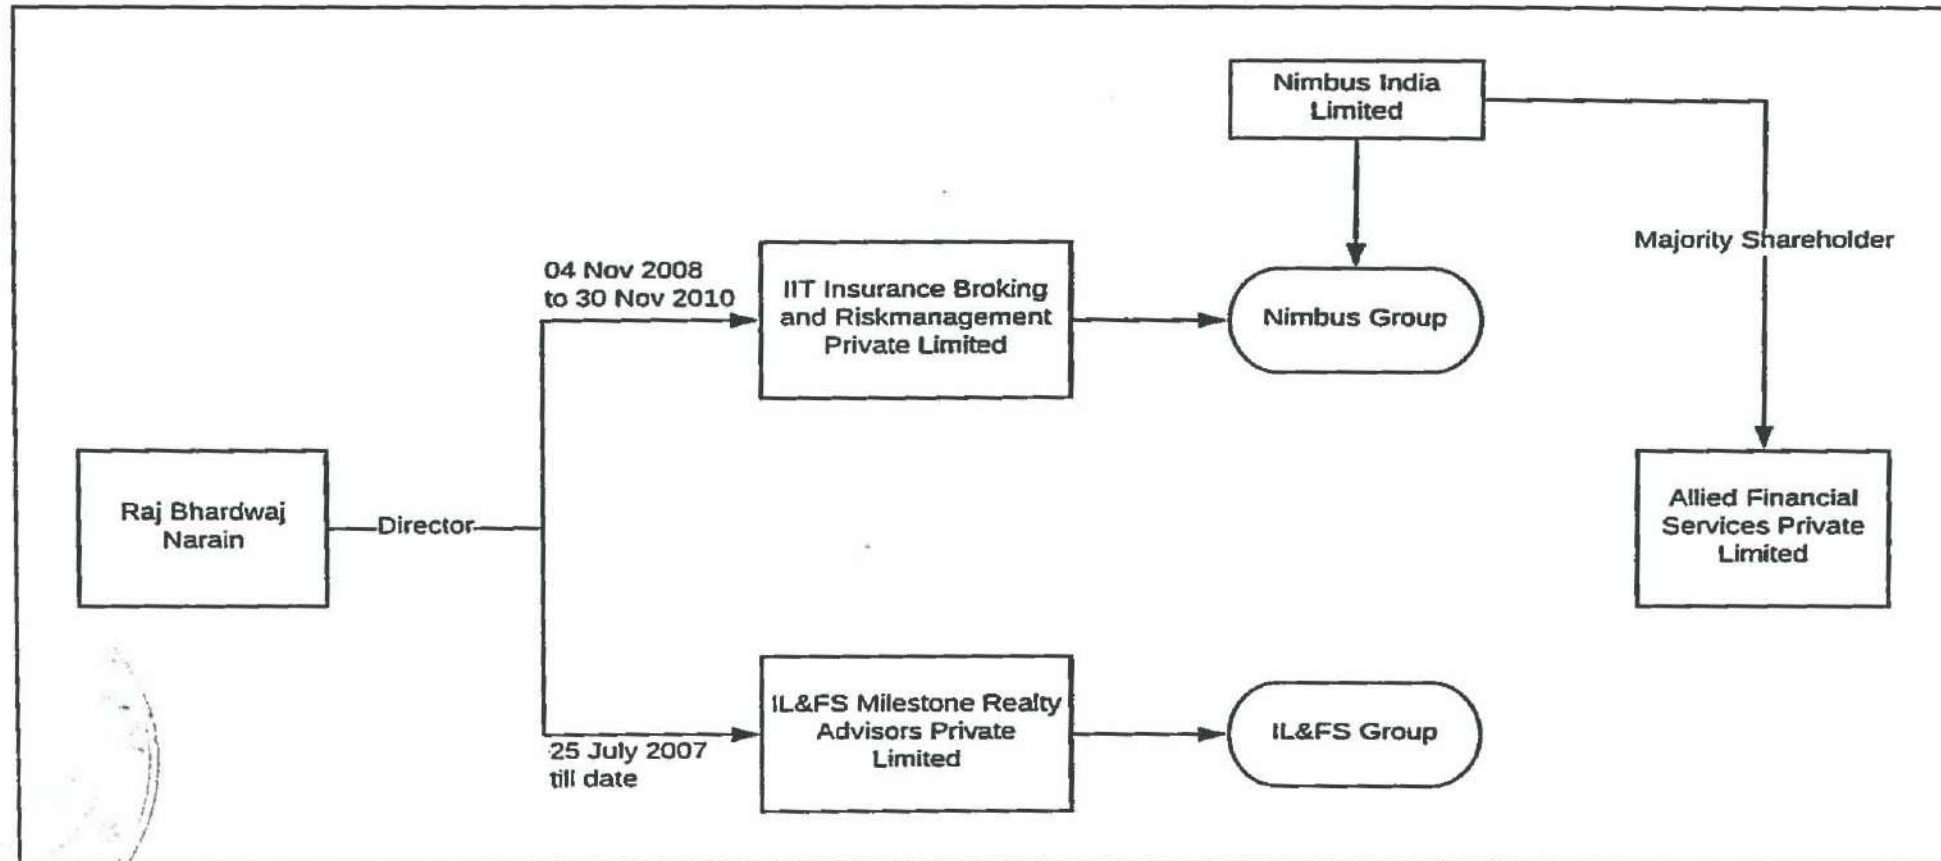 Nimbus India
Limited
Majority Shareholder
04 Nov 2008
to 30 Nov 2010
IIT Insurance Broking
and Riskmanagement
Private Limited
Nimbus Group
Raj Bhardwaj
Narain
Director
Allied Financial
Services Private
Limited
25 July 2007
till date
IL&FS Milestone Realty
Advisors Private
Limited
IL&FS Group